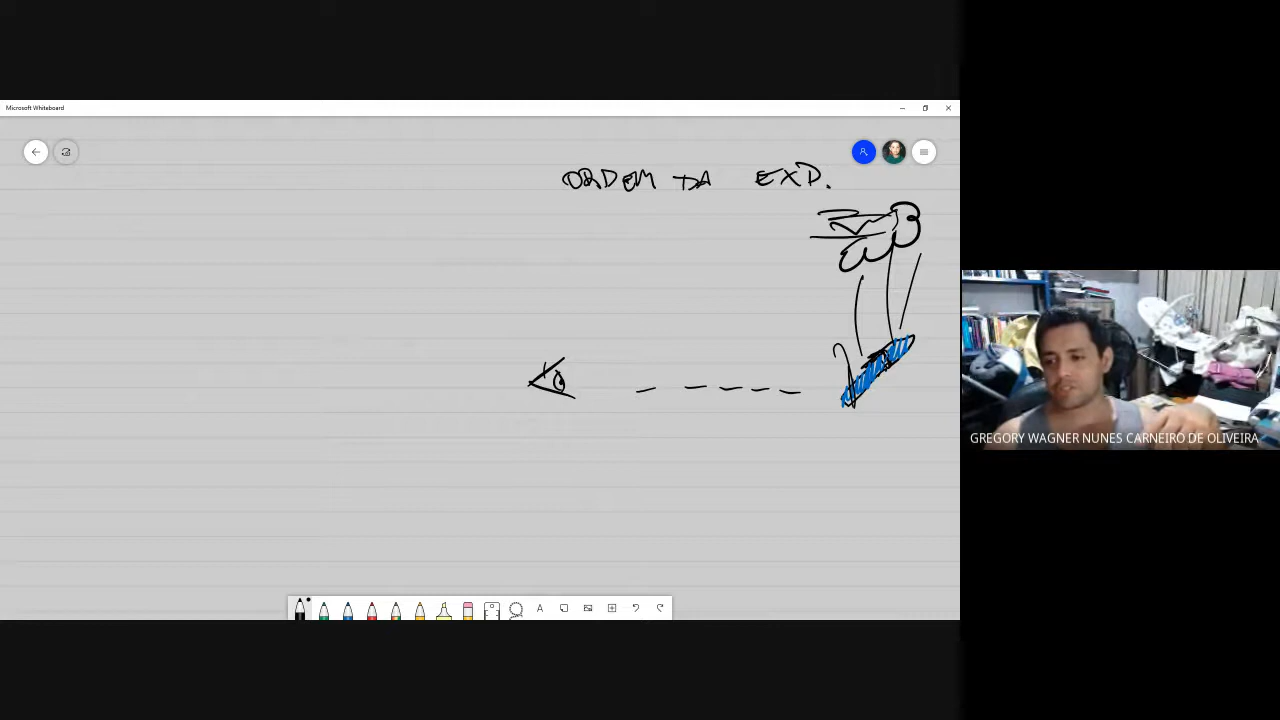 Microsoft Whiteboard
ORDEM DA EXP.
A
GREGORY WAGNER NUNES CARNEIRO DE OLIVEIRA